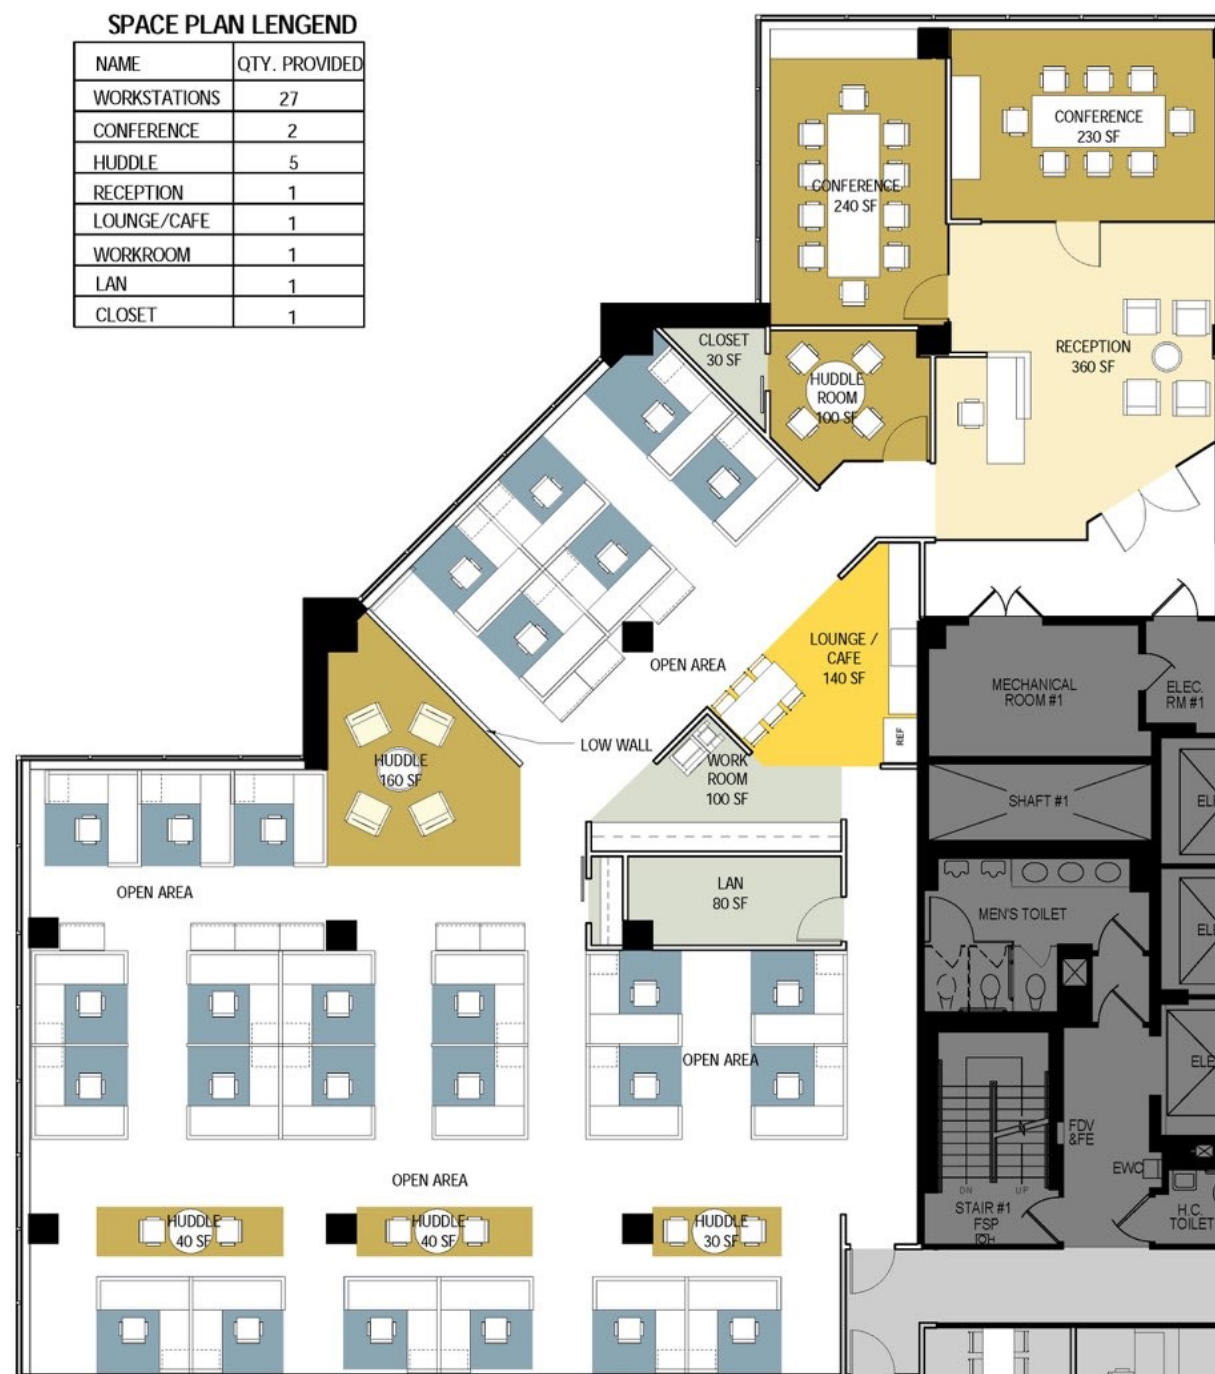 SPACE PLAN LENGEND
NAME QTY. PROVIDED
WORKSTATIONS 27
CONFERENCE 2
HUDDLE 5
RECEPTION 1
LOUNGE/CAFE 1
WORKROOM 1
LAN 1
CLOSET 1
CONFERENCE
230 SF
CONFERENCE
240 SF
CLOSET
30 SF
RECEPTION
360 SF
HUDDLE
ROOM
100 SF
LOUNGE /
CAFE
140 SF
OPEN AREA
MECHANICAL
ROOM #1
ELEC.
RM #1
REF
LOW WALL
HUDDLE
160 SF
WORK
ROOM
100 SF
SHAFT #1
ELE
OPEN AREA
LAN
80 SF
MEN'S TOILET
ELE
OPEN AREA
ELE
FDV
&FE
EWC
OPEN AREA
DN UP
STAIR #1
FSP
H.C.
TOILET
HUDDLE
40 SF
HUDDLE
40 SF
HUDDLE
30 SF